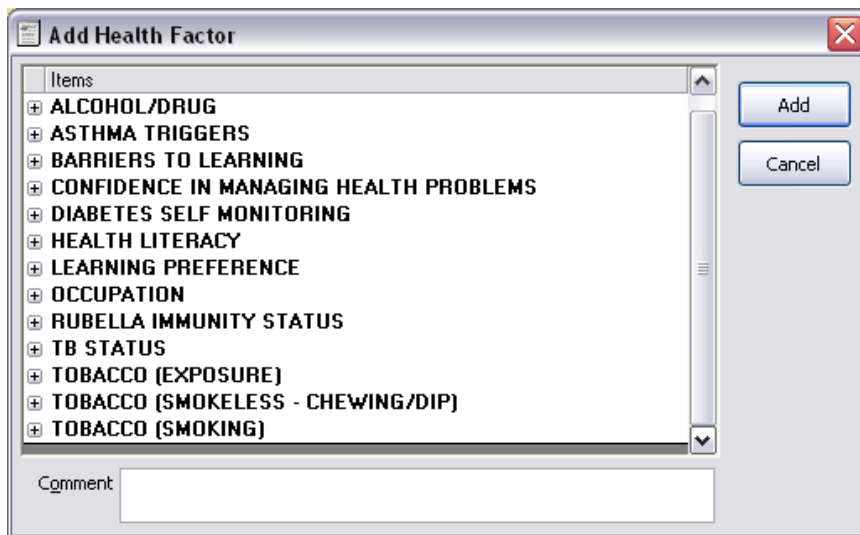 Add Health Factor
Items
ALCOHOL/DRUG
ASTHMA TRIGGERS
BARRIERS TO LEARNING
CONFIDENCE IN MANAGING HEALTH PROBLEMS
DIABETES SELF MONITORING
HEALTH LITERACY
LEARNING PREFERENCE
OCCUPATION
RUBELLA IMMUNITY STATUS
TB STATUS
TOBACCO (EXPOSURE)
TOBACCO (SMOKELESS - CHEWING/DIP)
TOBACCO (SMOKING)
Add
Cancel
Comment